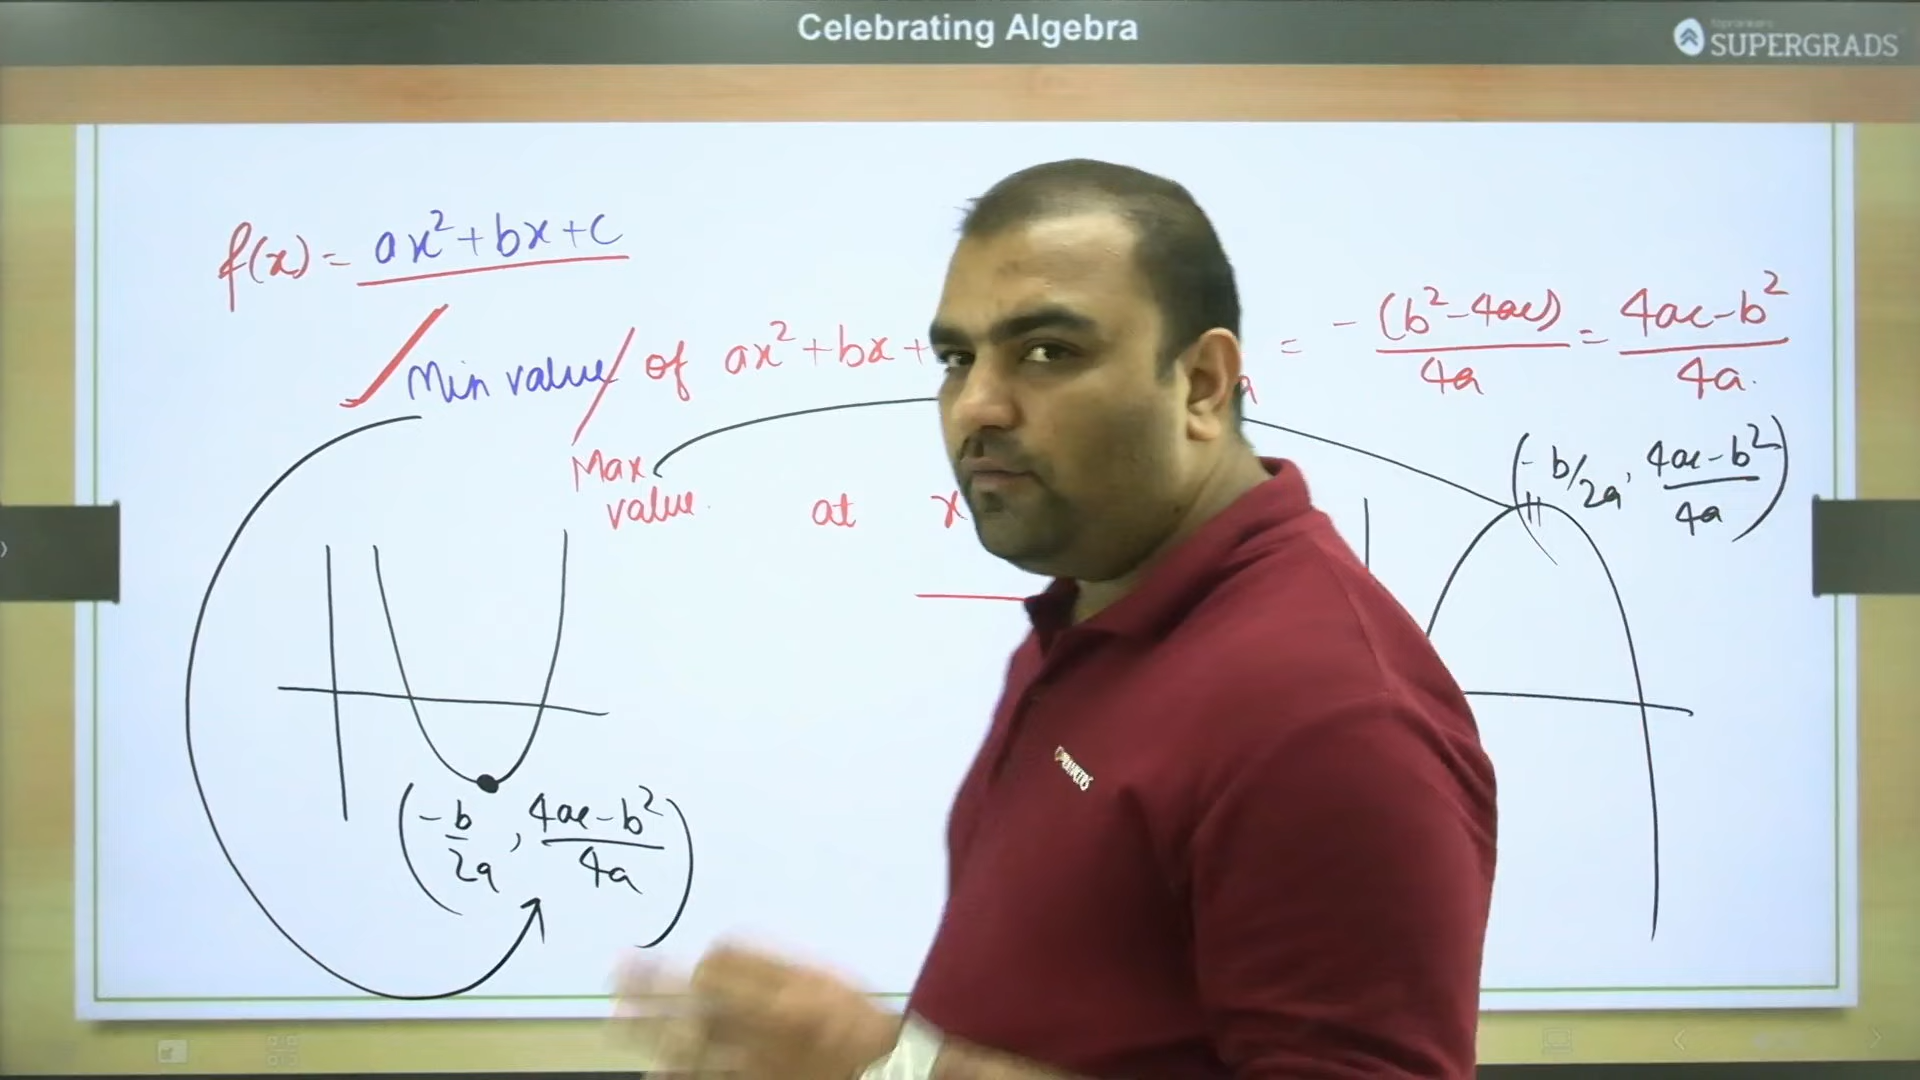 Celebrating Algebra
SUPERGRADS
f(x) = ax²+bx+c
Min value / of ax²+bx+
= -(b²-4ac)/4a = 4ac-b²/4a.
Max
value.
at x
(-b/2a, 4ac-b²/4a)
(-b/2a, 4ac-b²/4a)